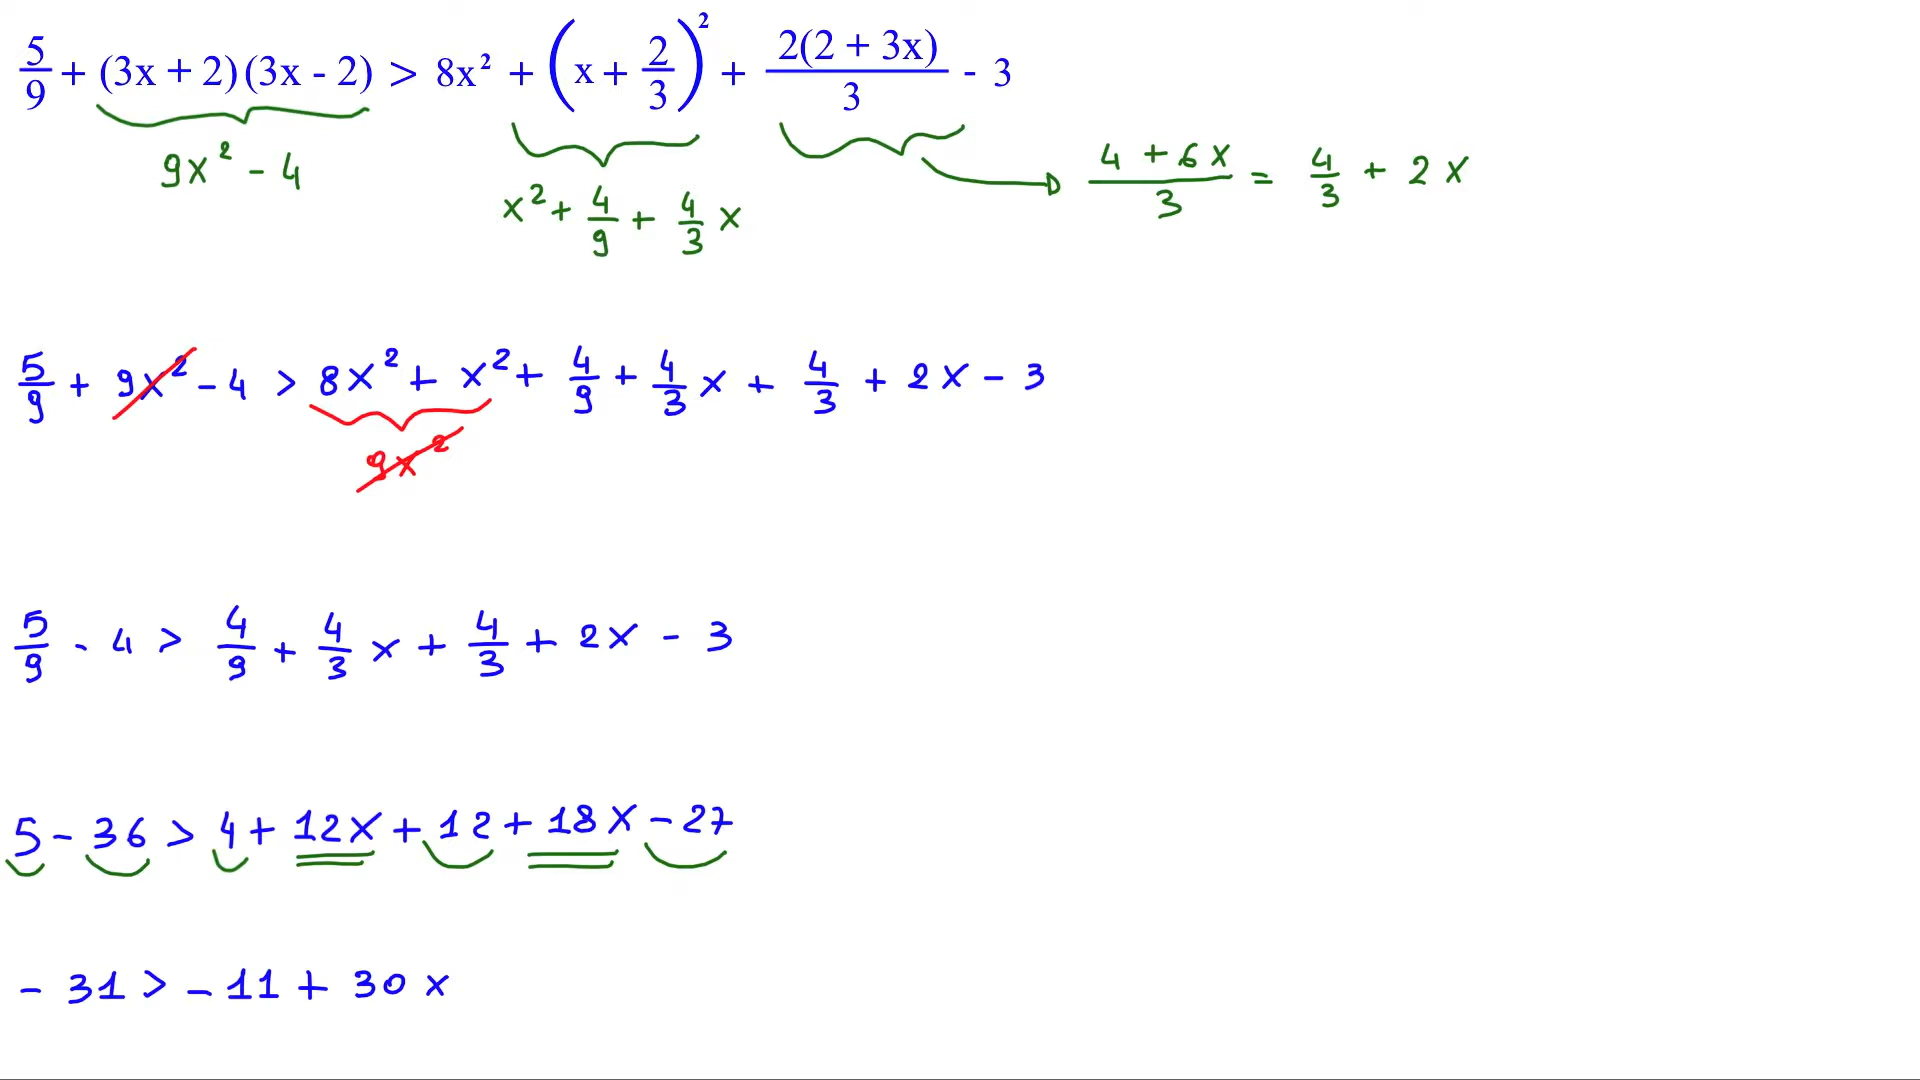 5/9 + (3x + 2)(3x - 2) > 8x² + (x + 2/3)² + 2(2 + 3x)/3 - 3
9x² - 4
x² + 4/9 + 4/3 x
(4 + 6x)/3 = 4/3 + 2x
5/9 + 9x² - 4 > 8x² + x² + 4/9 + 4/3 x + 4/3 + 2x - 3
9x²
5/9 - 4 > 4/9 + 4/3 x + 4/3 + 2x - 3
5 - 36 > 4 + 12x + 12 + 18x - 27
- 31 > - 11 + 30x